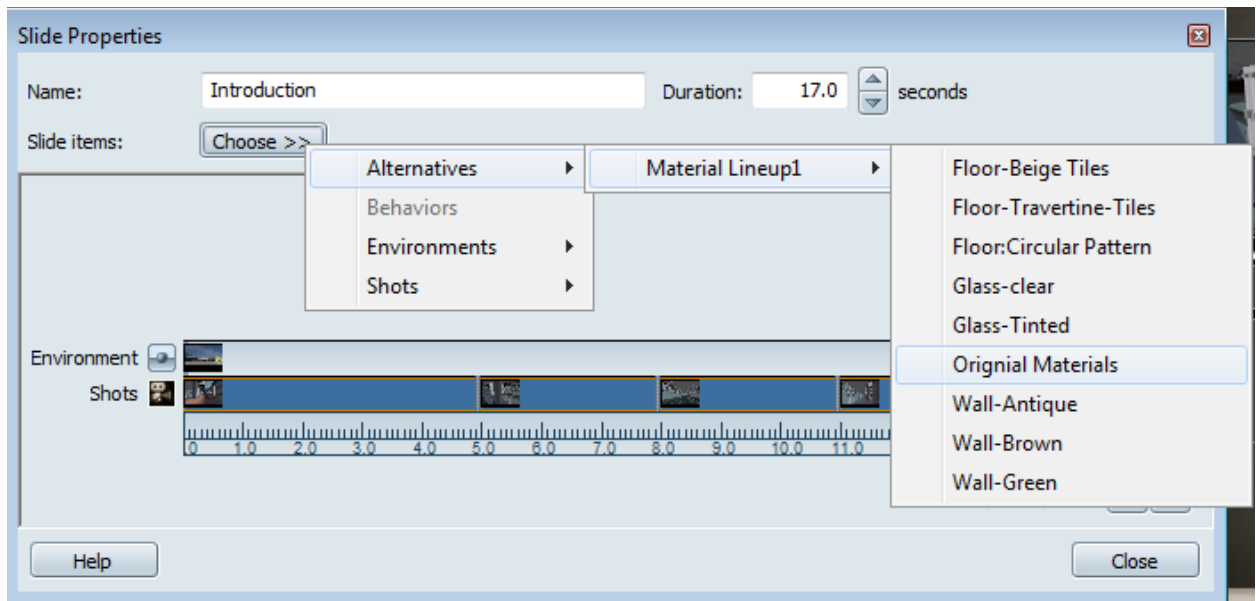 Slide Properties
Name: Introduction Duration: 17.0 seconds
Slide items: Choose >>
Alternatives
Behaviors
Environments
Shots
Material Lineup1
Floor-Beige Tiles
Floor-Travertine-Tiles
Floor:Circular Pattern
Glass-clear
Glass-Tinted
Orignial Materials
Wall-Antique
Wall-Brown
Wall-Green
Environment
Shots
.0 1.0 2.0 3.0 4.0 5.0 6.0 7.0 8.0 9.0 10.0 11.0
Help Close